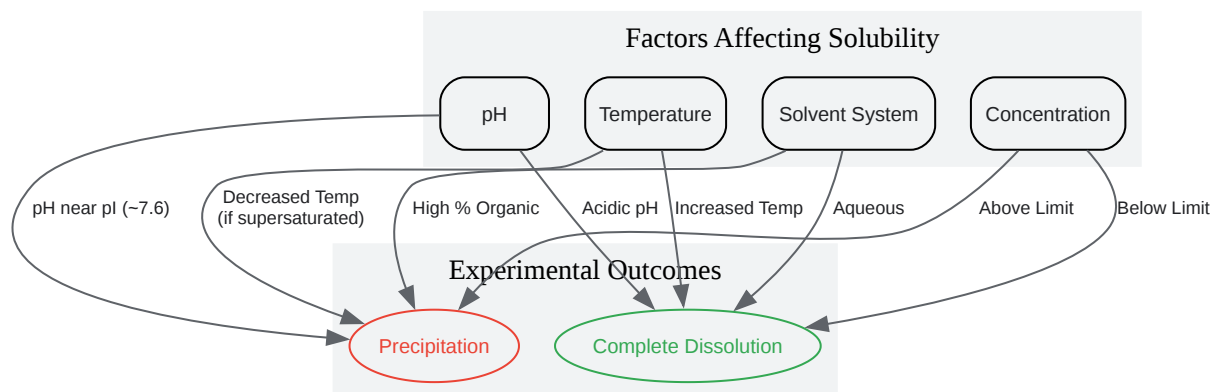 Factors Affecting Solubility
pH
Temperature
Solvent System
Concentration
pH near pI (~7.6)
Decreased Temp
(if supersaturated)
High % Organic
Acidic pH
Increased Temp
Aqueous
Above Limit
Below Limit
Experimental Outcomes
Precipitation
Complete Dissolution